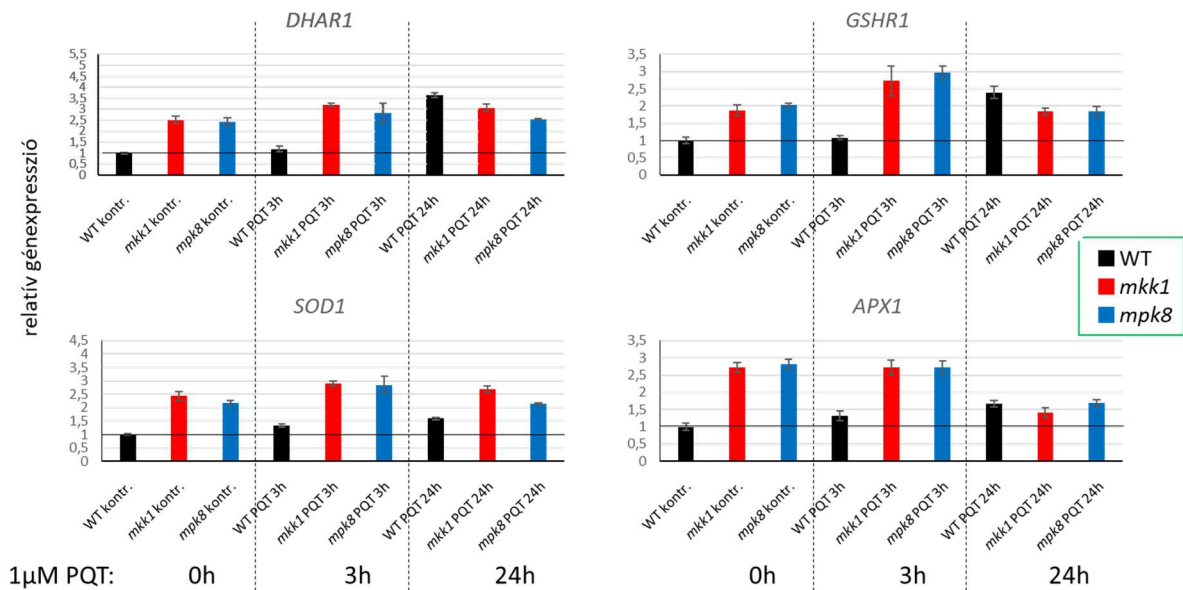 DHAR1
5,5
5
4,5
4
3,5
3
2,5
2
1,5
1
0,5
0
WT kontr.
mkk1 kontr.
mpk8 kontr.
WT PQT 3h
mkk1 PQT 3h
mpk8 PQT 3h
WT PQT 24h
mkk1 PQT 24h
mpk8 PQT 24h
GSHR1
3,5
3
2,5
2
1,5
1
0,5
0
WT kontr.
mkk1 kontr.
mpk8 kontr.
WT PQT 3h
mkk1 PQT 3h
mpk8 PQT 3h
WT PQT 24h
mkk1 PQT 24h
mpk8 PQT 24h
relatív génexprxesszió
WT
mkk1
mpk8
SOD1
4,5
4
3,5
3
2,5
2
1,5
1
0,5
0
WT kontr.
mkk1 kontr.
mpk8 kontr.
WT PQT 3h
mkk1 PQT 3h
mpk8 PQT 3h
WT PQT 24h
mkk1 PQT 24h
mpk8 PQT 24h
APX1
3,5
3
2,5
2
1,5
1
0,5
0
WT kontr.
mkk1 kontr.
mpk8 kontr.
WT PQT 3h
mkk1 PQT 3h
mpk8 PQT 3h
WT PQT 24h
mkk1 PQT 24h
mpk8 PQT 24h
1µM PQT: 0h 3h 24h 0h 3h 24h